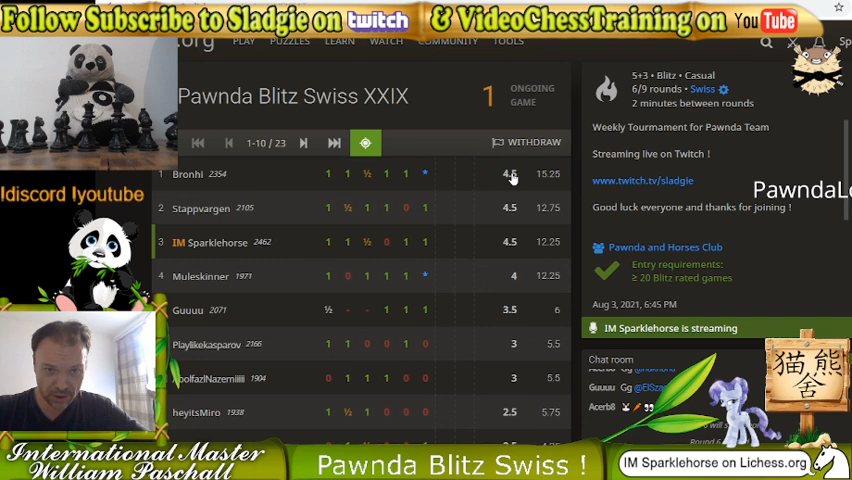 Follow Subscribe to Sladgie on twitch & VideoChessTraining on YouTube
.org PLAY PUZZLES LEARN WATCH COMMUNITY TOOLS Sp
Pawnda Blitz Swiss XXIX
1 ONGOING GAME
1-10 / 23
WITHDRAW
1 Bronhi 2354 1 1 ½ 1 1 * 4.5 15.25
2 Stappvargen 2105 1 ½ 1 1 0 1 4.5 12.75
3 IM Sparklehorse 2462 1 1 ½ 0 1 1 4.5 12.25
4 Muleskinner 1971 1 0 1 1 1 * 4 12.25
Guuuu 2071 ½ - - 1 1 1 3.5 6
Playlikekasparov 2166 1 1 0 0 1 0 3 5.5
AbolfazlNazemiiiii 1904 0 1 1 1 0 0 3 5.5
heyitsMiro 1938 1 ½ 1 0 0 0 2.5 5.75
5+3 • Blitz • Casual
6/9 rounds • Swiss
2 minutes between rounds
Weekly Tournament for Pawnda Team
Streaming live on Twitch !
www.twitch.tv/sladgie
PawndaLo
Good luck everyone and thanks for joining !
Pawnda and Horses Club
Entry requirements:
≥ 20 Blitz rated games
Aug 3, 2021, 6:45 PM
IM Sparklehorse is streaming
Chat room
Guuuu Gg
Acerb8
!discord !youtube
猫熊
舍
International Master
William Paschall
Pawnda Blitz Swiss !
IM Sparklehorse on Lichess.org